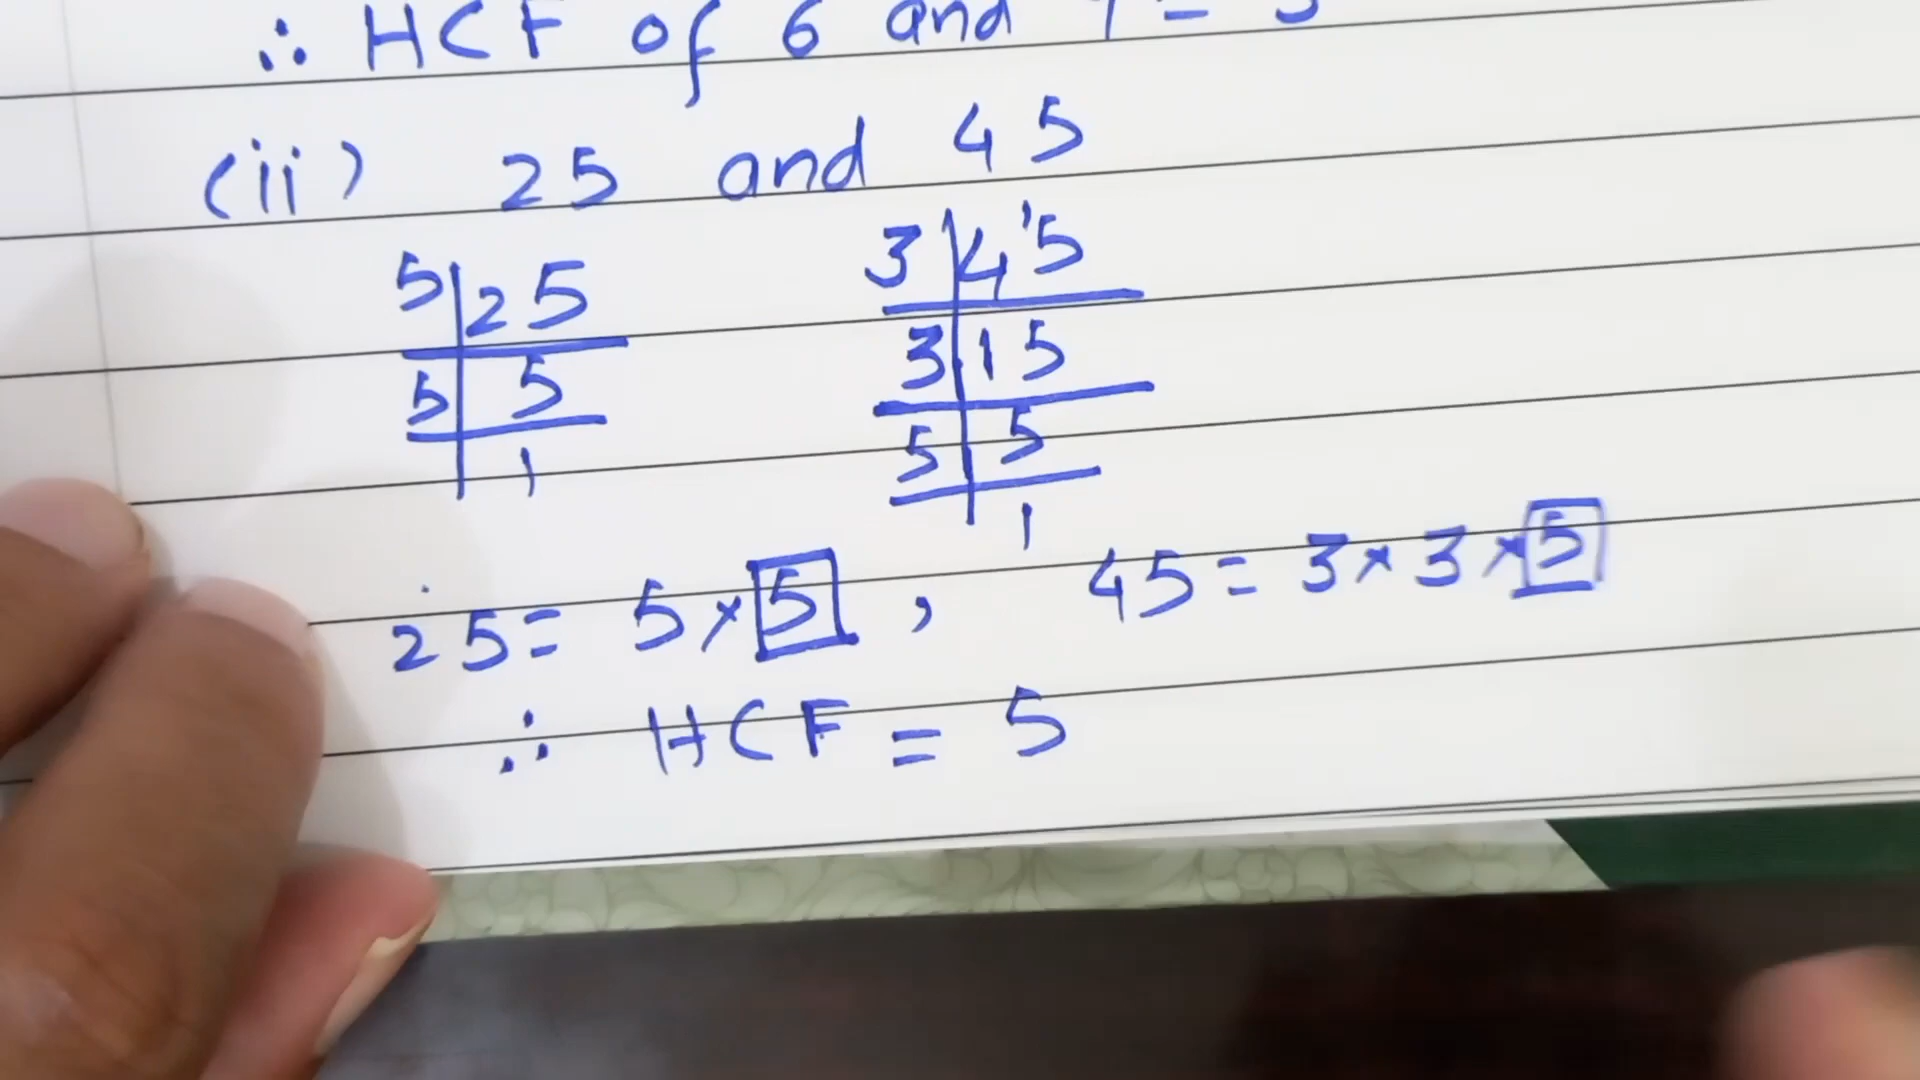 ∴ HCF of 6 and
(ii) 25 and 45
5 | 25 3 | 45
5 | 5 3 | 15
1 5 | 5
1
25 = 5 × 5 , 45 = 3 × 3 × 5
∴ HCF = 5